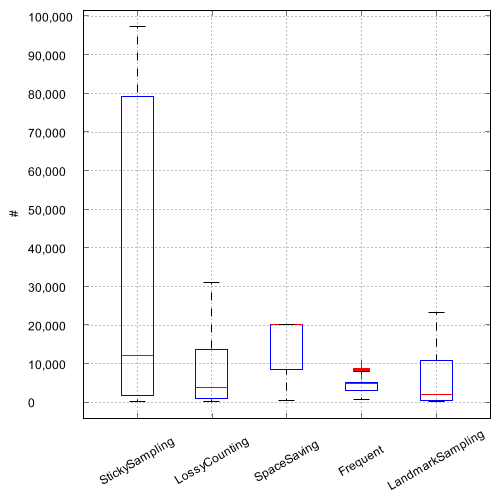 100,000
90,000
80,000
70,000
60,000
50,000
#
40,000
30,000
20,000
10,000
0
StickySampling
LossyCounting
SpaceSaving
Frequent
LandmarkSampling